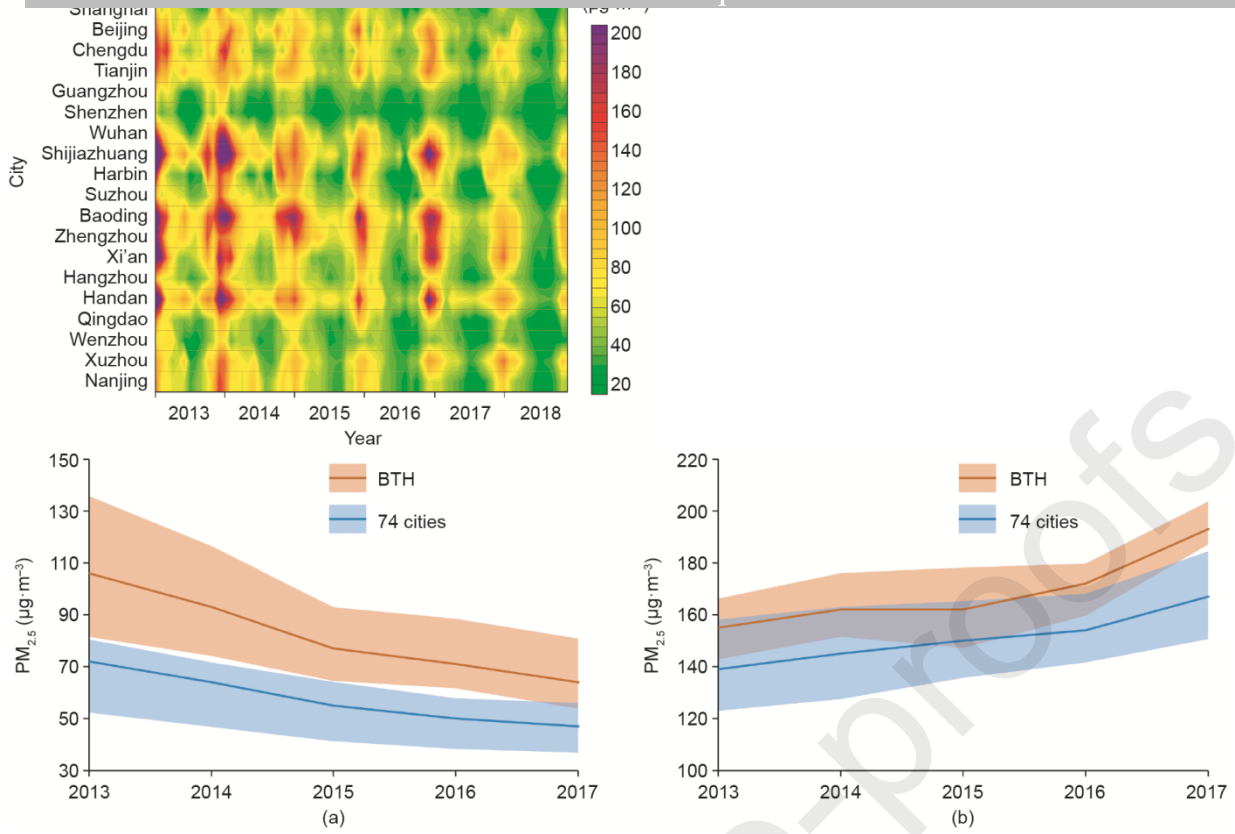 Shanghai
Beijing
Chengdu
Tianjin
Guangzhou
Shenzhen
Wuhan
Shijiazhuang
Harbin
Suzhou
Baoding
Zhengzhou
Xi'an
Hangzhou
Handan
Qingdao
Wenzhou
Xuzhou
Nanjing
City
2013 2014 2015 2016 2017 2018
Year
(μg·m⁻³)
200
180
160
140
120
100
80
60
40
20
150
130
110
90
70
50
30
PM₂.₅ (μg·m⁻³)
BTH
74 cities
2013 2014 2015 2016 2017
(a)
220
200
180
160
140
120
100
PM₂.₅ (μg·m⁻³)
BTH
74 cities
2013 2014 2015 2016 2017
(b)
-proofs